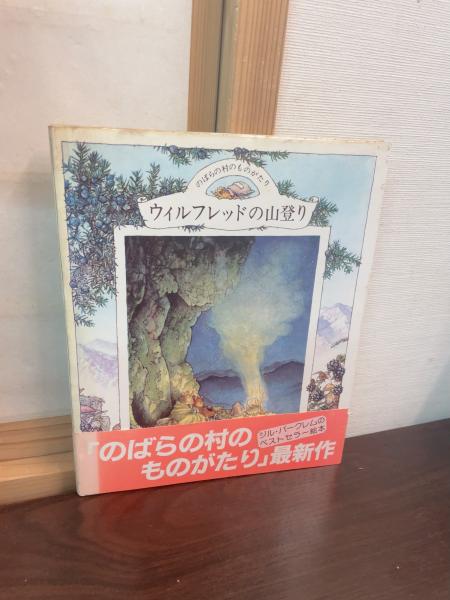 のばらの村のものがたり
ウィルフレッドの山登り
「のばらの村の
ものがたり」最新作
ジル・バークレムの
ベストセラー絵本